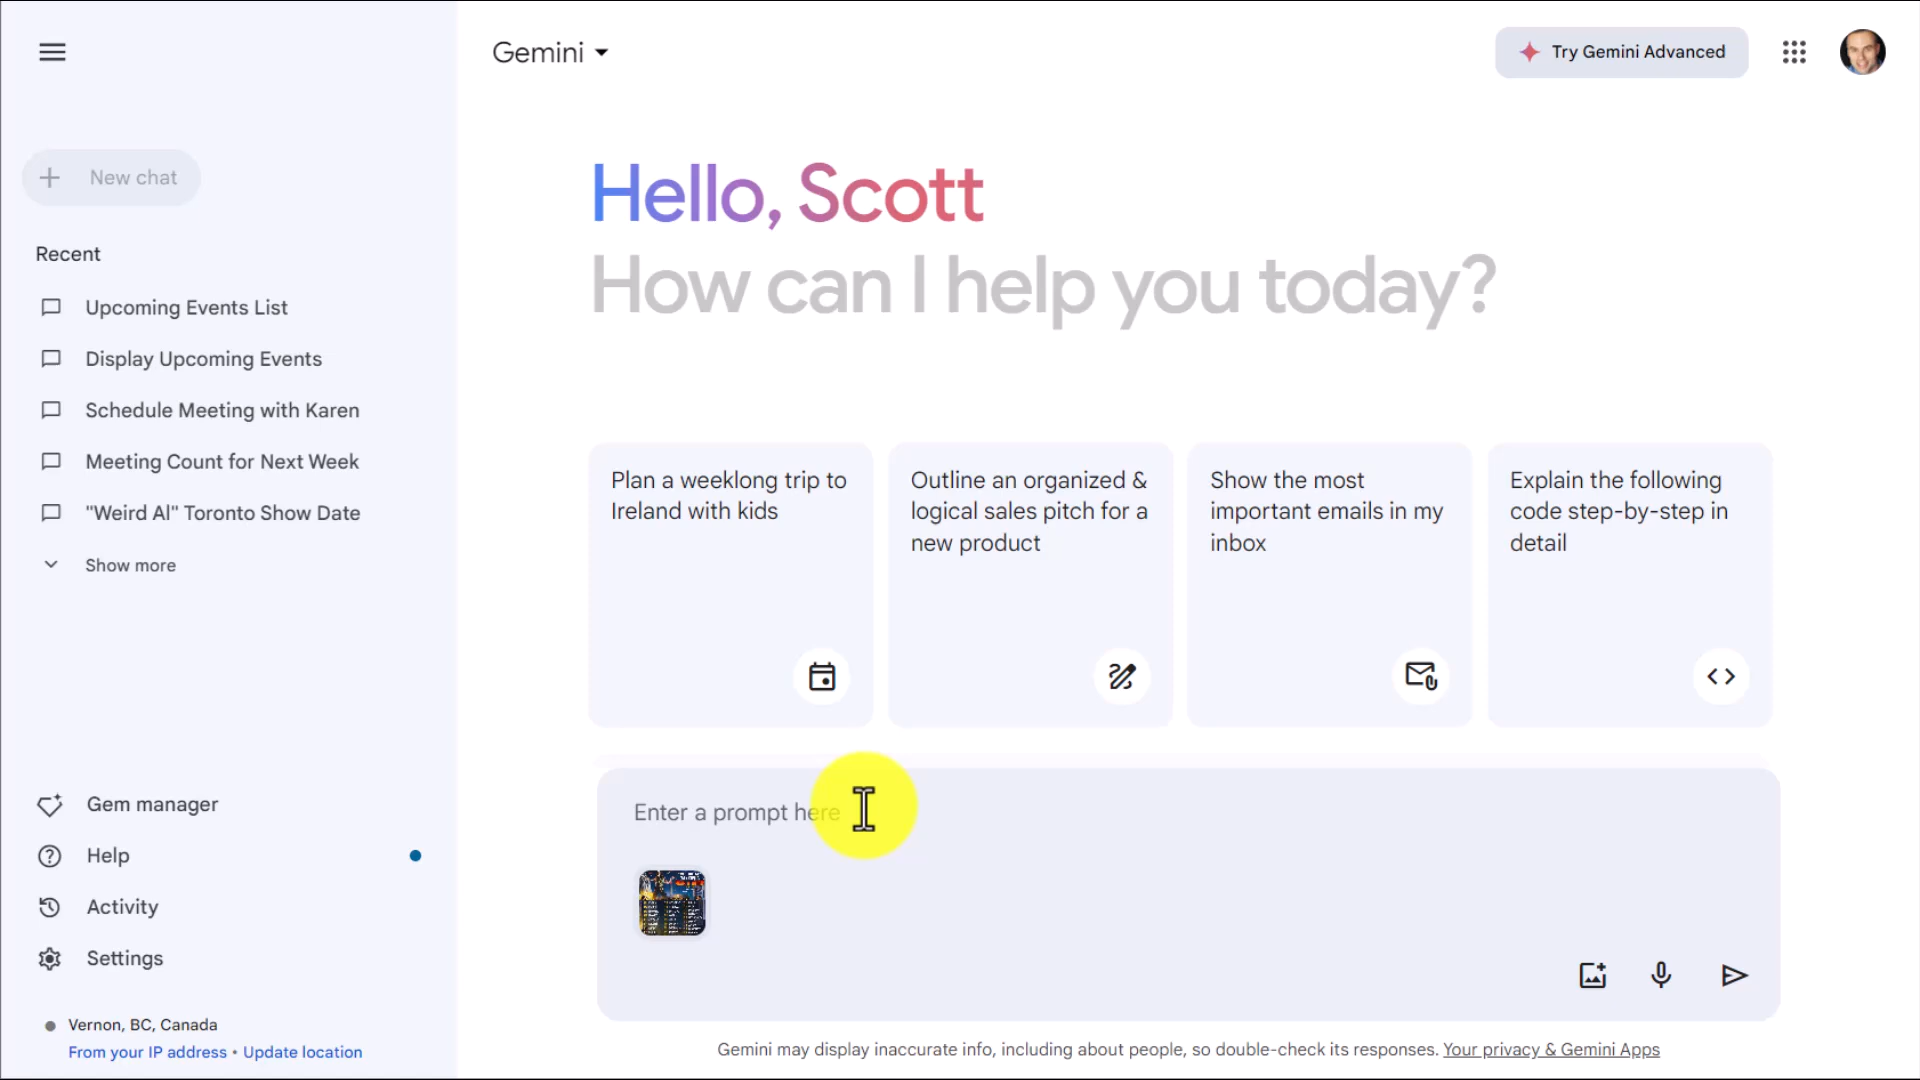 Gemini
Try Gemini Advanced
New chat
Recent
Upcoming Events List
Display Upcoming Events
Schedule Meeting with Karen
Meeting Count for Next Week
"Weird Al" Toronto Show Date
Show more
Gem manager
Help
Activity
Settings
Vernon, BC, Canada
From your IP address • Update location
Hello, Scott
How can I help you today?
Plan a weeklong trip to
Ireland with kids
Outline an organized &
logical sales pitch for a
new product
Show the most
important emails in my
inbox
Explain the following
code step-by-step in
detail
Enter a prompt here
Gemini may display inaccurate info, including about people, so double-check its responses. Your privacy & Gemini Apps